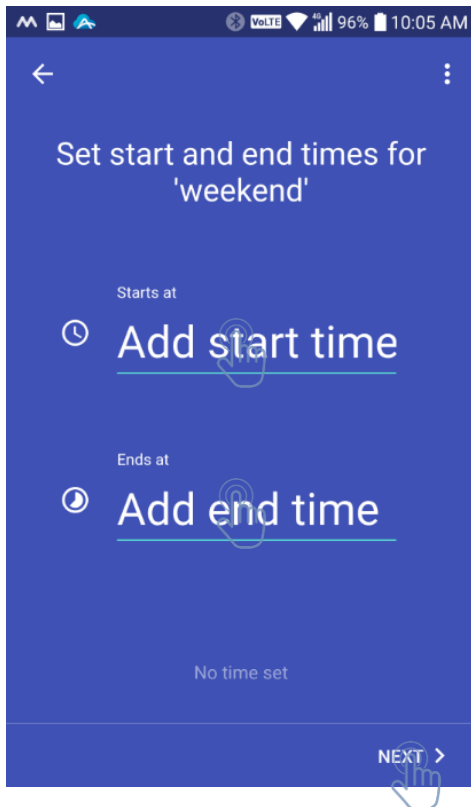 VoLTE 4G 96% 10:05 AM
Set start and end times for
'weekend'
Starts at
Add start time
Ends at
Add end time
No time set
NEXT